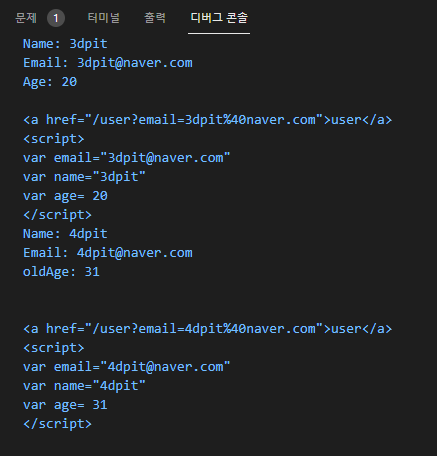 문제 1 터미널 출력 디버그 콘솔
Name: 3dpit
Email: 3dpit@naver.com
Age: 20
<a href="/user?email=3dpit%40naver.com">user</a>
<script>
var email="3dpit@naver.com"
var name="3dpit"
var age= 20
</script>
Name: 4dpit
Email: 4dpit@naver.com
oldAge: 31
<a href="/user?email=4dpit%40naver.com">user</a>
<script>
var email="4dpit@naver.com"
var name="4dpit"
var age= 31
</script>